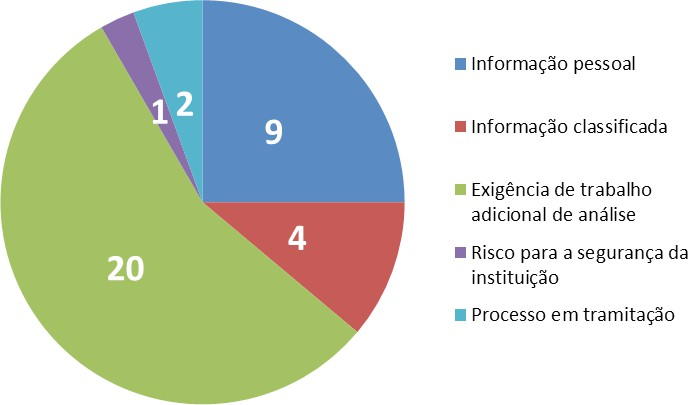 9
4
20
1
2
Informação pessoal
Informação classificada
Exigência de trabalho
adicional de análise
Risco para a segurança da
instituição
Processo em tramitação